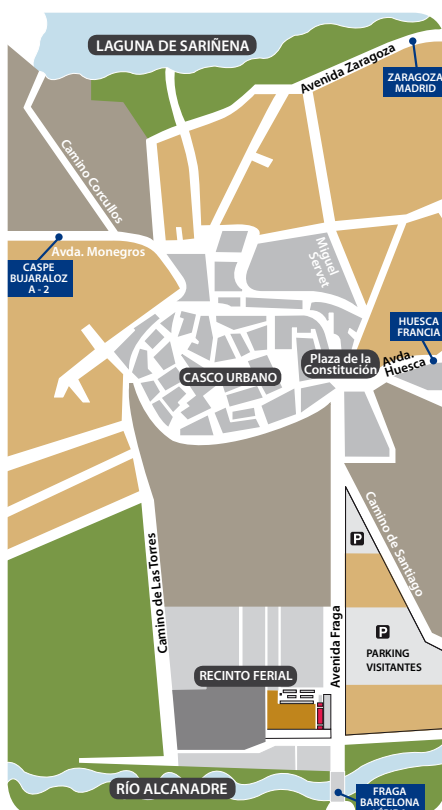 LAGUNA DE SARIÑENA
Avenida Zaragoza
ZARAGOZA
MADRID
Camino Corcullos
Avda. Monegros
CASPE
BUJARALOZ
A - 2
Miguel
Servet
HUESCA
FRANCIA
Avda.
Huesca
Plaza de la
Constitución
CASCO URBANO
Camino de Santiago
P
Camino de Las Torres
Avenida Fraga
P
PARKING
VISITANTES
RECINTO FERIAL
RÍO ALCANADRE
FRAGA
BARCELONA